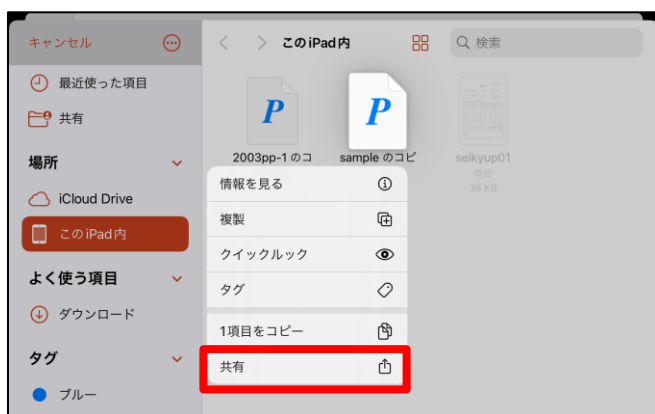 キャンセル
最近使った項目
共有
場所
iCloud Drive
このiPad内
よく使う項目
ダウンロード
タグ
ブルー
このiPad内
検索
P
2003pp-1 のコ
P
sample のコピ
seikyup01
昨日
38 KB
情報を見る
複製
クイックルック
タグ
1項目をコピー
共有